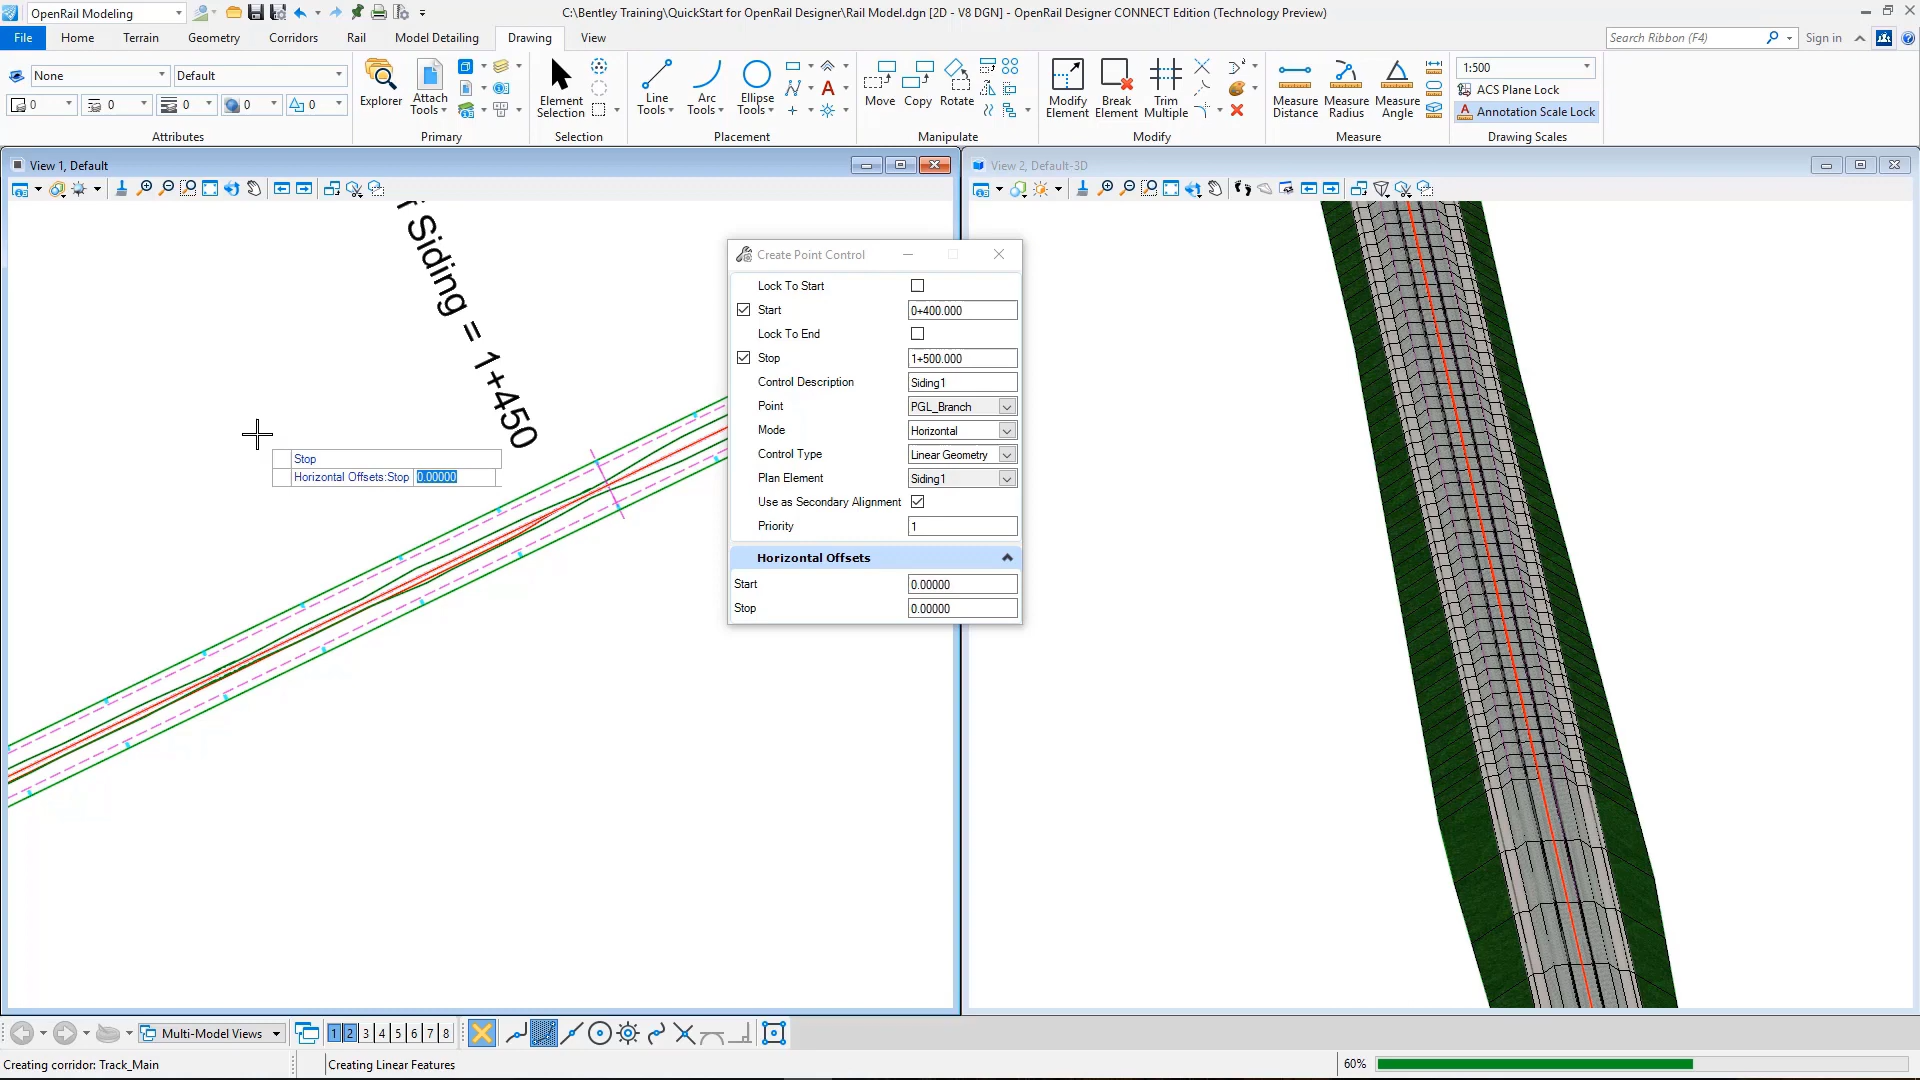 OpenRail Modeling
C:\Bentley Training\QuickStart for OpenRail Designer\Rail Model.dgn [2D - V8 DGN] - OpenRail Designer CONNECT Edition (Technology Preview)
File Home Terrain Geometry Corridors Rail Model Detailing Drawing View
Search Ribbon (F4)
Sign in
None
Default
0 0 0 0 0
Attributes
Explorer
Attach Tools
Primary
Element Selection
Selection
Line Tools
Arc Tools
Ellipse Tools
Placement
Move Copy Rotate
Manipulate
Modify Element
Break Element
Trim Multiple
Modify
Measure Distance
Measure Radius
Measure Angle
Measure
1:500
ACS Plane Lock
Annotation Scale Lock
Drawing Scales
View 1, Default
View 2, Default-3D
r Siding = 1+450
Stop
Horizontal Offsets:Stop 0.00000
Create Point Control
Lock To Start
Start 0+400.000
Lock To End
Stop 1+500.000
Control Description Siding1
Point PGL_Branch
Mode Horizontal
Control Type Linear Geometry
Plan Element Siding1
Use as Secondary Alignment
Priority 1
Horizontal Offsets
Start 0.00000
Stop 0.00000
Multi-Model Views
1 2 3 4 5 6 7 8
Creating corridor: Track_Main
Creating Linear Features
60%